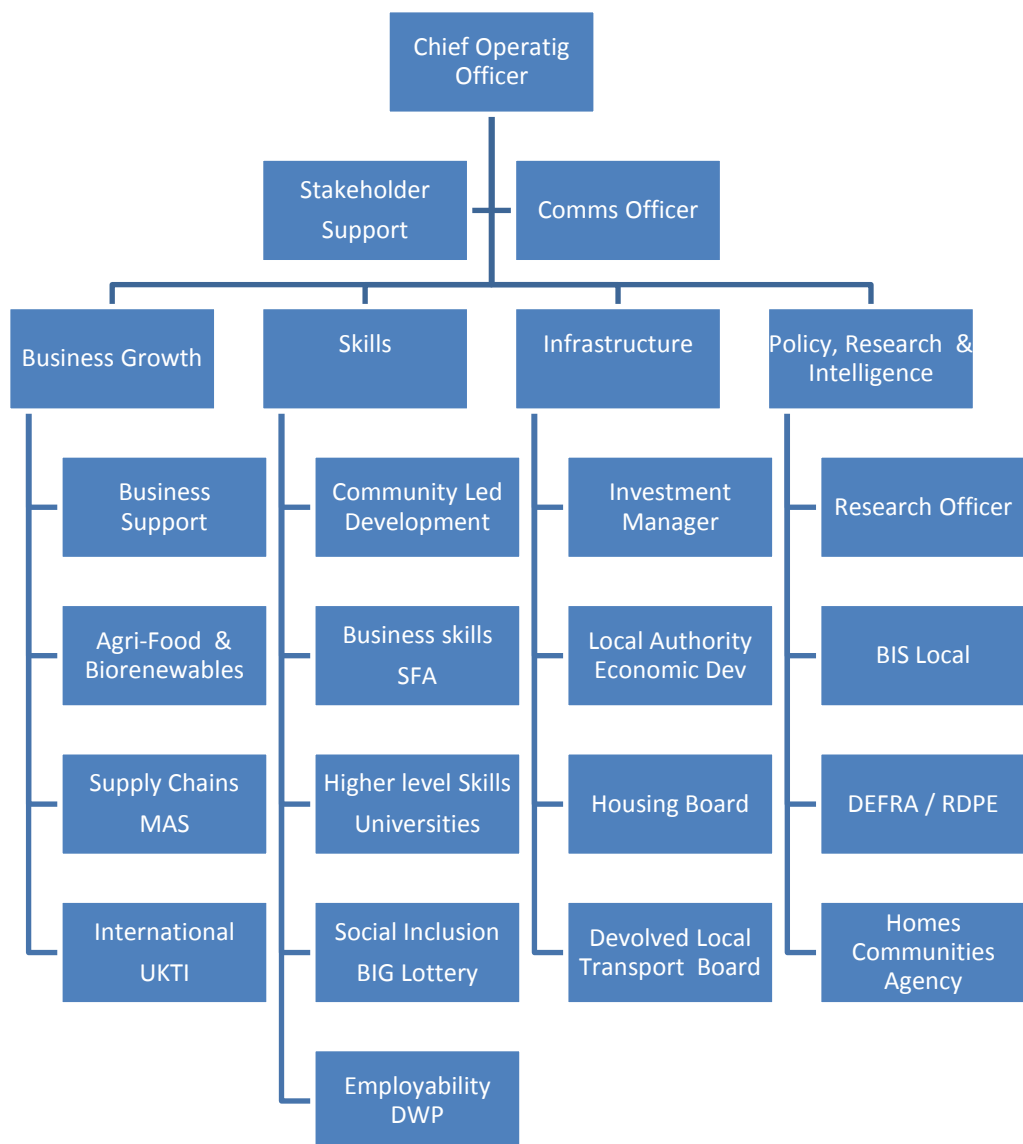 Chief Operatig
Officer
Stakeholder
Support
Comms Officer
Business Growth
Skills
Infrastructure
Policy, Research &
Intelligence
Business
Support
Community Led
Development
Investment
Manager
Research Officer
Agri-Food &
Biorenewables
Business skills
SFA
Local Authority
Economic Dev
BIS Local
Supply Chains
MAS
Higher level Skills
Universities
Housing Board
DEFRA / RDPE
International
UKTI
Social Inclusion
BIG Lottery
Devolved Local
Transport Board
Homes
Communities
Agency
Employability
DWP